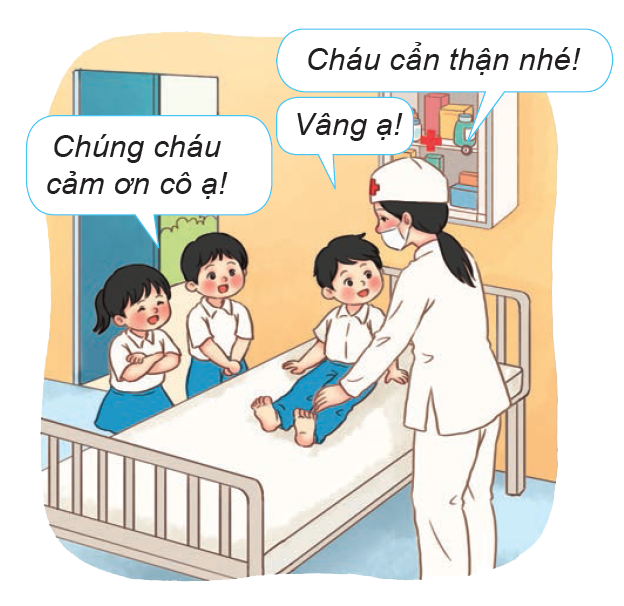 Cháu cẩn thận nhé!
Vâng ạ!
Chúng cháu
cảm ơn cô ạ!